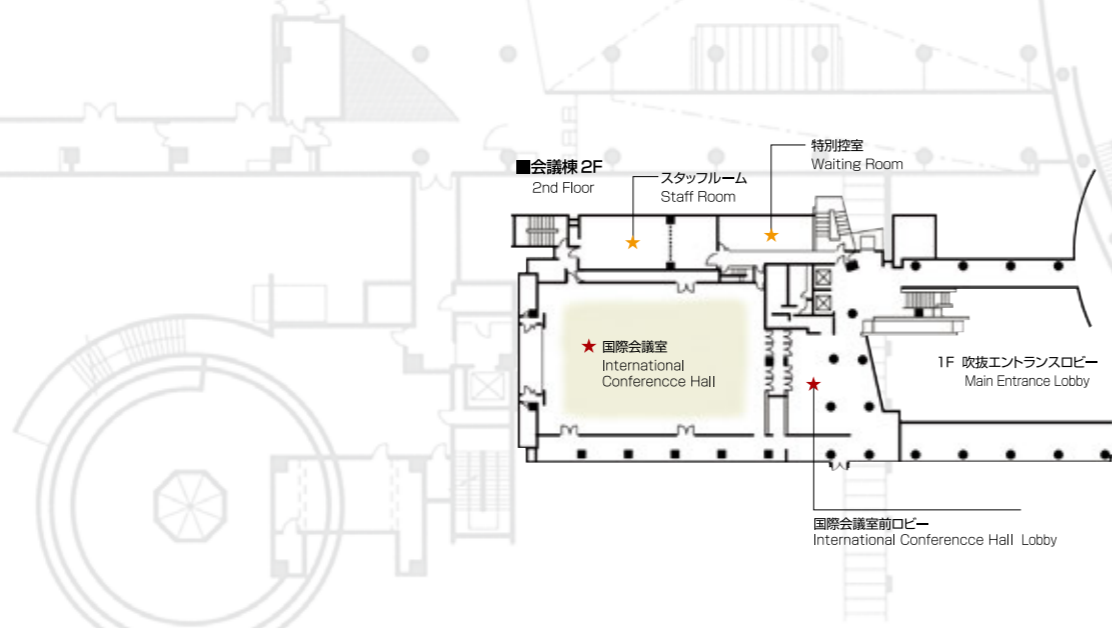 特別控室
Waiting Room
■会議棟 2F
2nd Floor
スタッフルーム
Staff Room
国際会議室
International
Conferencce Hall
1F 吹抜エントランスロビー
Main Entrance Lobby
国際会議室前ロビー
International Conferencce Hall Lobby